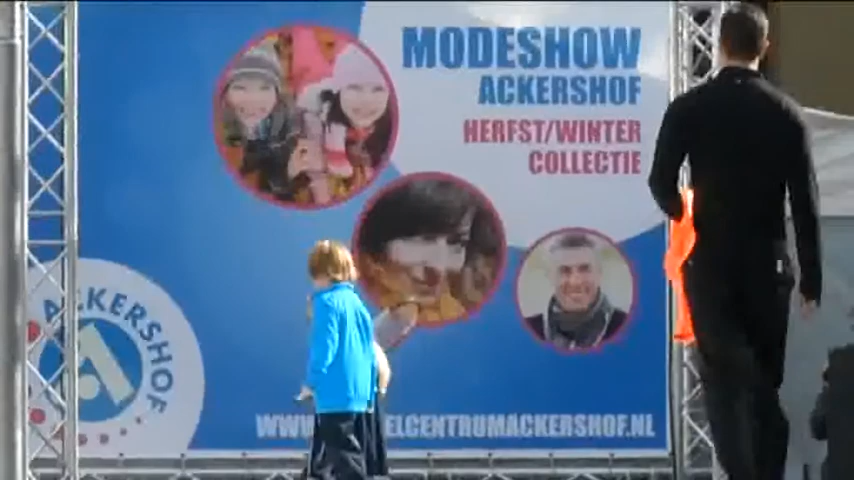 MODESHOW
ACKERSHOF
HERFST/WINTER
COLLECTIE
ACKERSHOF
A
ELCENTRUMACKERSHOF.NL